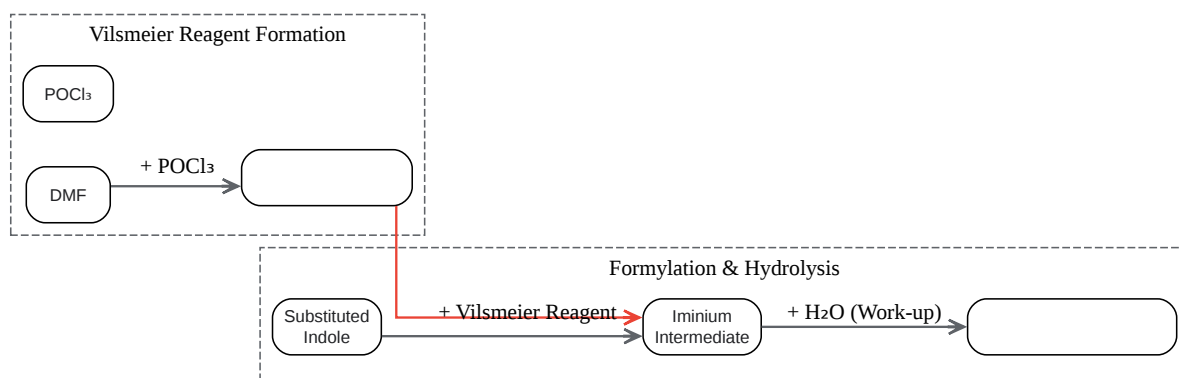 Vilsmeier Reagent Formation
POCl₃
+ POCl₃
DMF
Formylation & Hydrolysis
Substituted
Indole
+ Vilsmeier Reagent
Iminium
Intermediate
+ H₂O (Work-up)